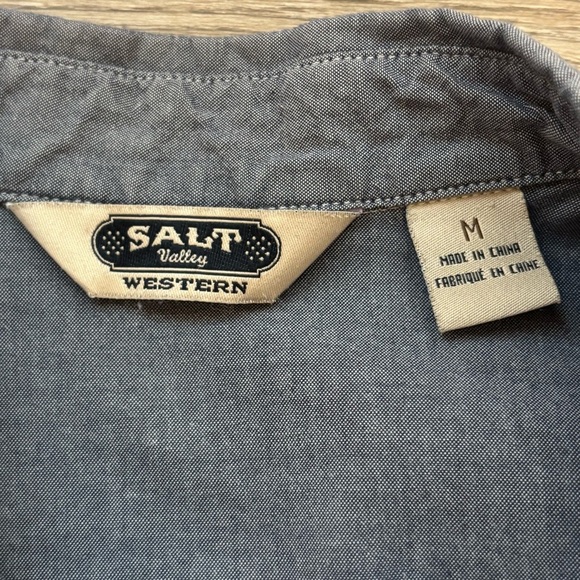 SALT
Valley
WESTERN
M
MADE IN CHINA
FABRIQUÉ EN CHINE